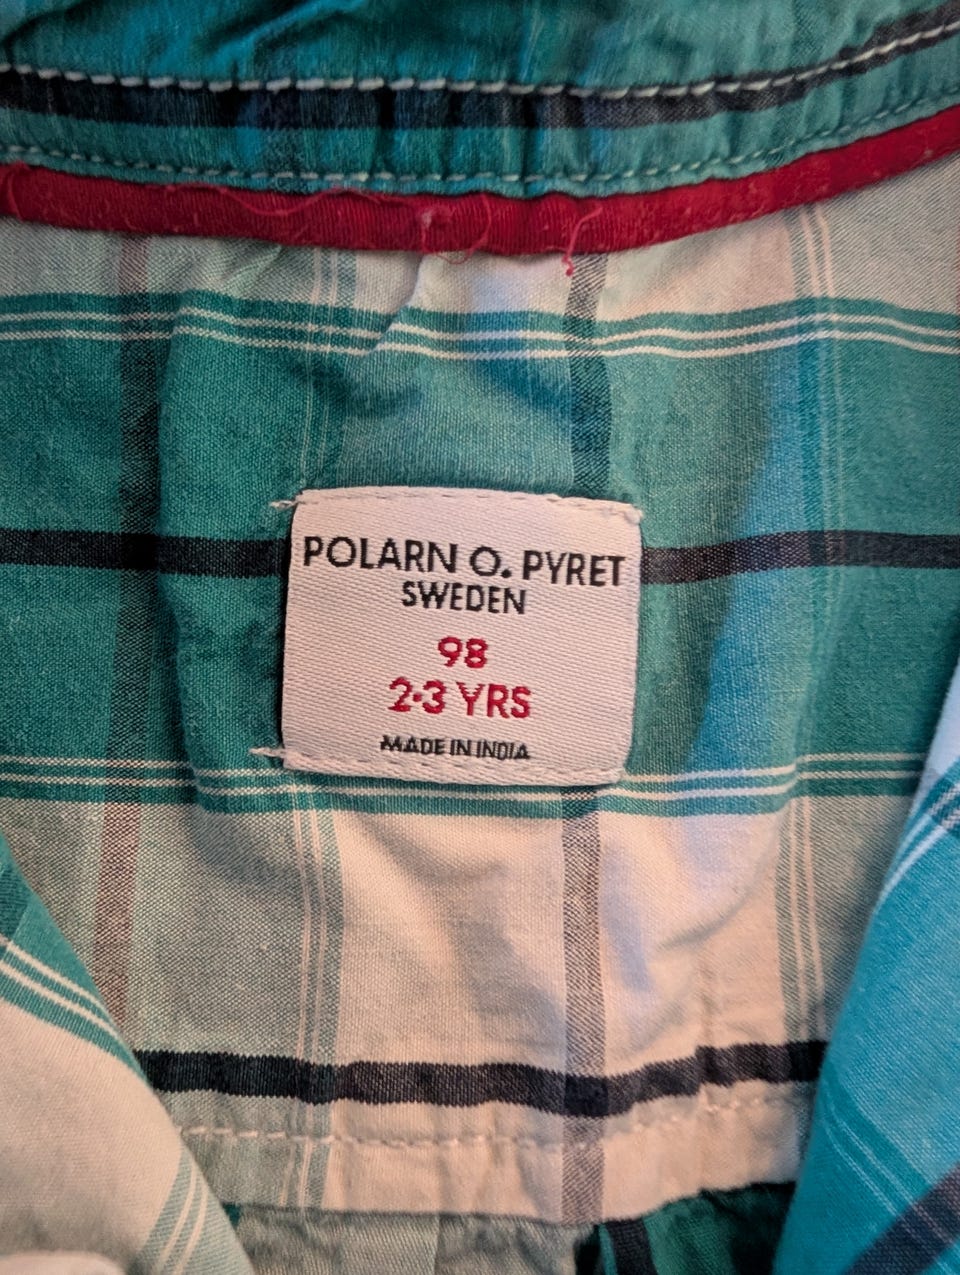 POLARN O. PYRET
SWEDEN
98
2-3 YRS
MADE IN INDIA